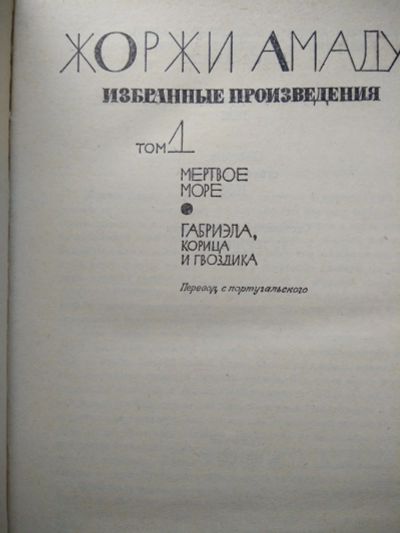 ЖОРЖИ АМАДУ
ИЗБРАННЫЕ ПРОИЗВЕДЕНИЯ
ТОМ 1
МЕРТВОЕ
МОРЕ
ГАБРИЭЛА,
КОРИЦА
И ГВОЗДИКА
Перевод с португальского